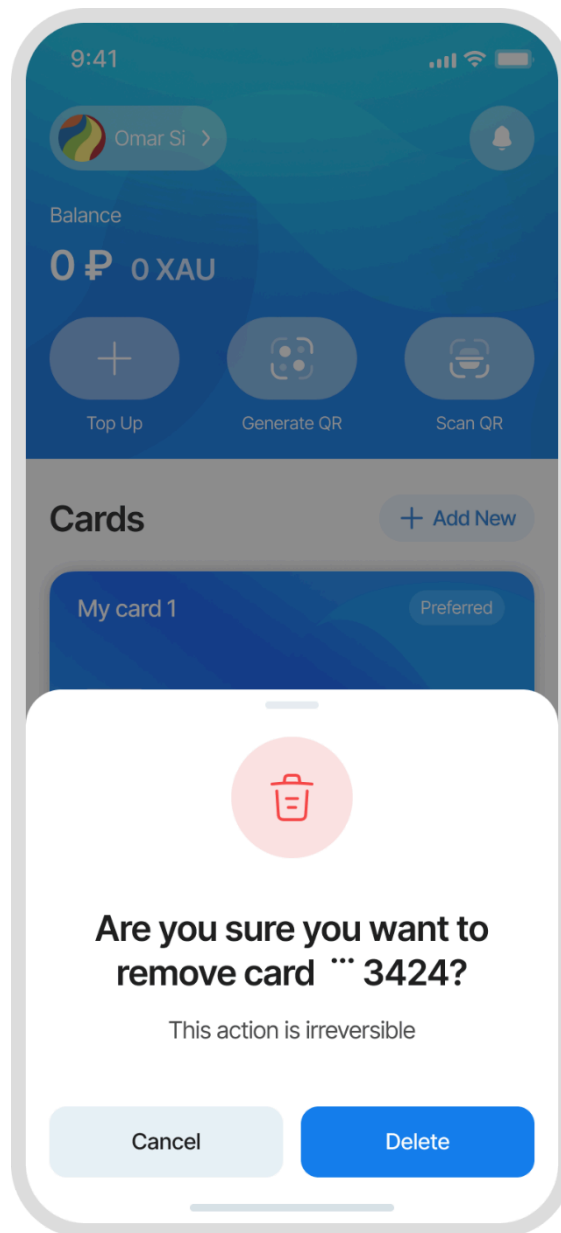 9:41
Omar Si
Balance
0 ₽ 0 XAU
Top Up Generate QR Scan QR
Cards
+ Add New
My card 1
Preferred
Are you sure you want to
remove card ··· 3424?
This action is irreversible
Cancel Delete